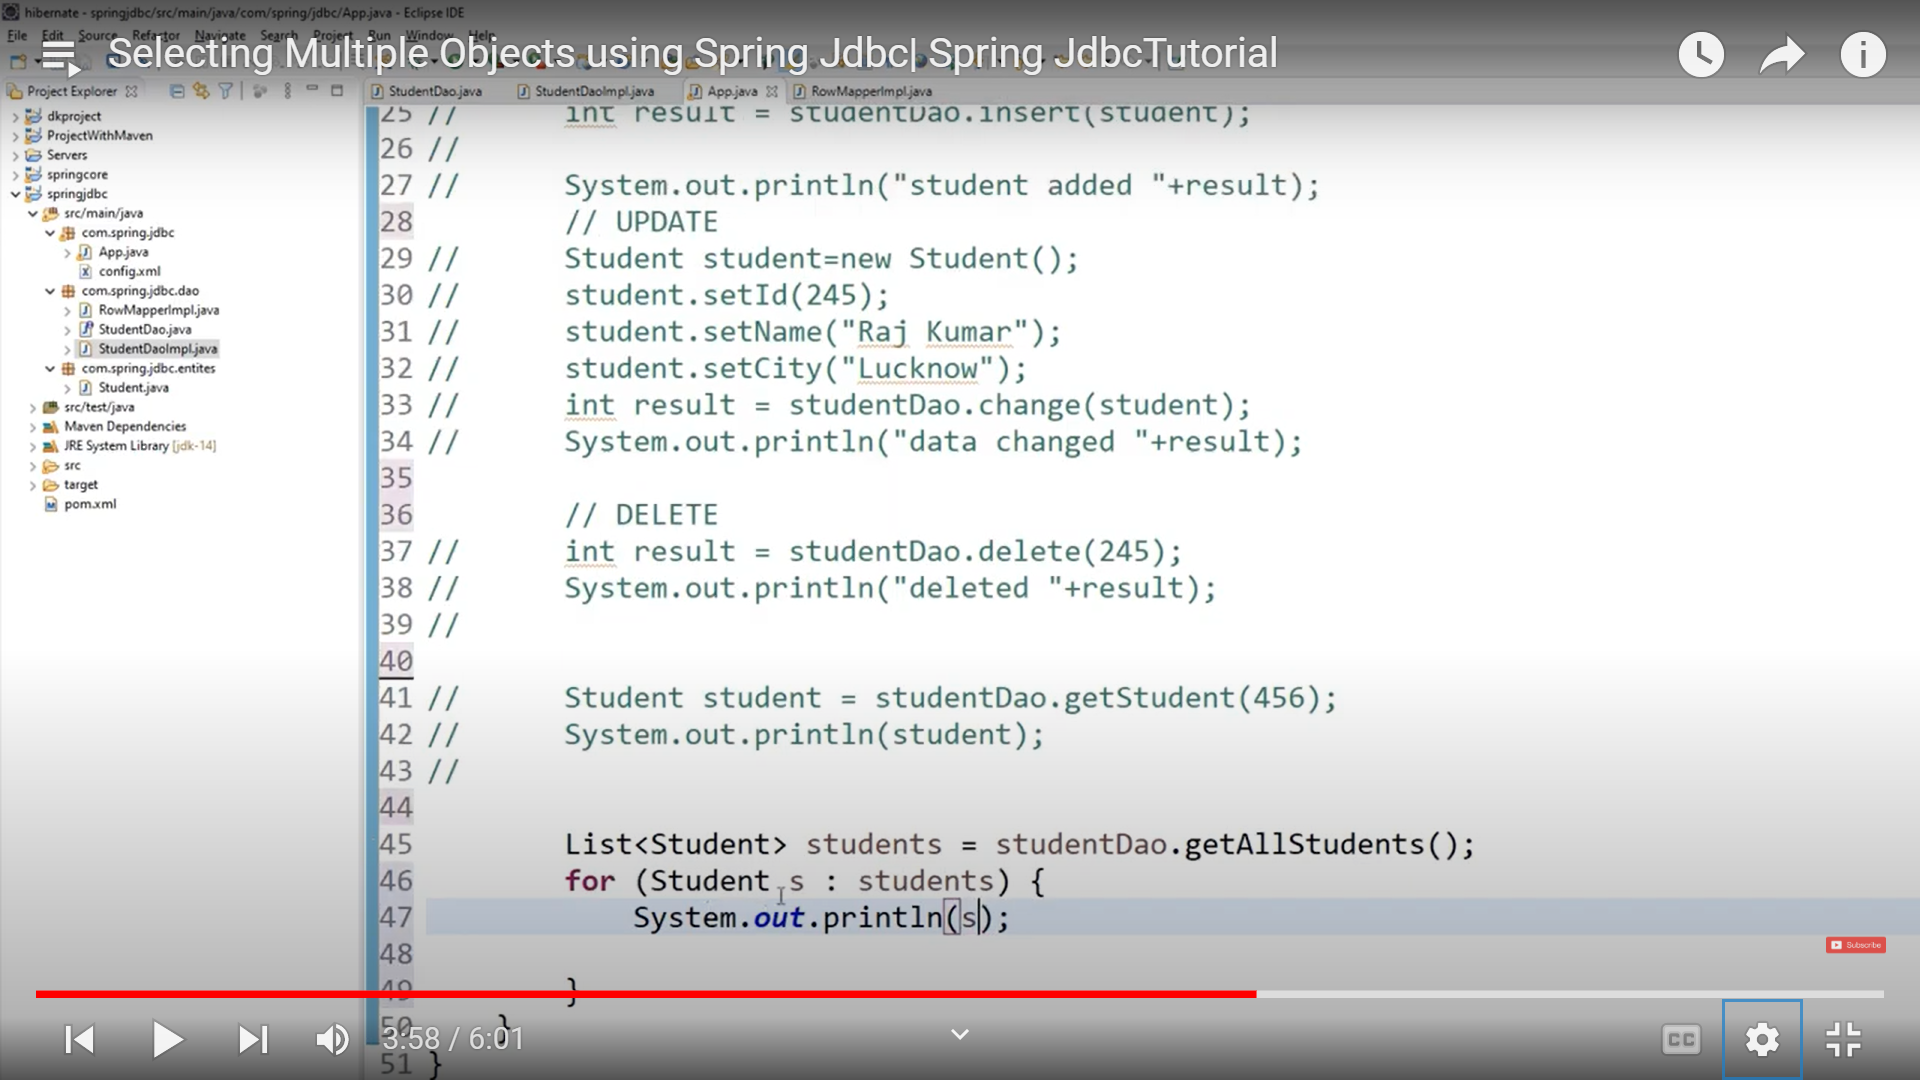 hibernate - springjdbc/src/main/java/com/spring/jdbc/App.java - Eclipse IDE
File Edit Source Refactor Navigate Search Project Run Window Help
Selecting Multiple Objects using Spring Jdbc| Spring JdbcTutorial
Project Explorer
StudentDao.java StudentDaoImpl.java App.java RowMapperImpl.java
dkproject
ProjectWithMaven
Servers
springcore
springjdbc
src/main/java
com.spring.jdbc
App.java
config.xml
com.spring.jdbc.dao
RowMapperImpl.java
StudentDao.java
StudentDaoImpl.java
com.spring.jdbc.entites
Student.java
src/test/java
Maven Dependencies
JRE System Library [jdk-14]
src
target
pom.xml
25 // int result = studentDao.insert(student);
26 //
27 // System.out.println("student added "+result);
28 // UPDATE
29 // Student student=new Student();
30 // student.setId(245);
31 // student.setName("Raj Kumar");
32 // student.setCity("Lucknow");
33 // int result = studentDao.change(student);
34 // System.out.println("data changed "+result);
35
36 // DELETE
37 // int result = studentDao.delete(245);
38 // System.out.println("deleted "+result);
39 //
40
41 // Student student = studentDao.getStudent(456);
42 // System.out.println(student);
43 //
44
45 List<Student> students = studentDao.getAllStudents();
46 for (Student s : students) {
47 System.out.println(s);
48
49 }
50 }
51 }
Subscribe
3:58 / 6:01
CC